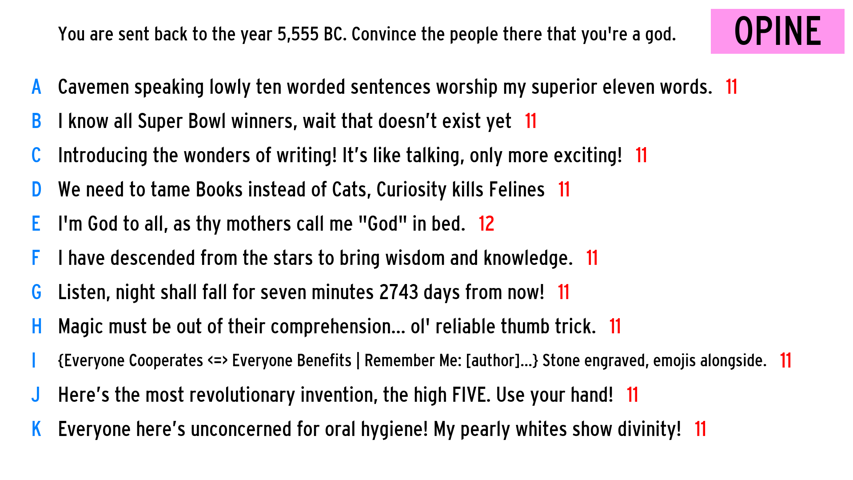 You are sent back to the year 5,555 BC. Convince the people there that you're a god.
OPINE
A Cavemen speaking lowly ten worded sentences worship my superior eleven words. 11
B I know all Super Bowl winners, wait that doesn’t exist yet 11
C Introducing the wonders of writing! It’s like talking, only more exciting! 11
D We need to tame Books instead of Cats, Curiosity kills Felines 11
E I'm God to all, as thy mothers call me "God" in bed. 12
F I have descended from the stars to bring wisdom and knowledge. 11
G Listen, night shall fall for seven minutes 2743 days from now! 11
H Magic must be out of their comprehension... ol' reliable thumb trick. 11
I {Everyone Cooperates <=> Everyone Benefits | Remember Me: [author]...} Stone engraved, emojis alongside. 11
J Here’s the most revolutionary invention, the high FIVE. Use your hand! 11
K Everyone here’s unconcerned for oral hygiene! My pearly whites show divinity! 11